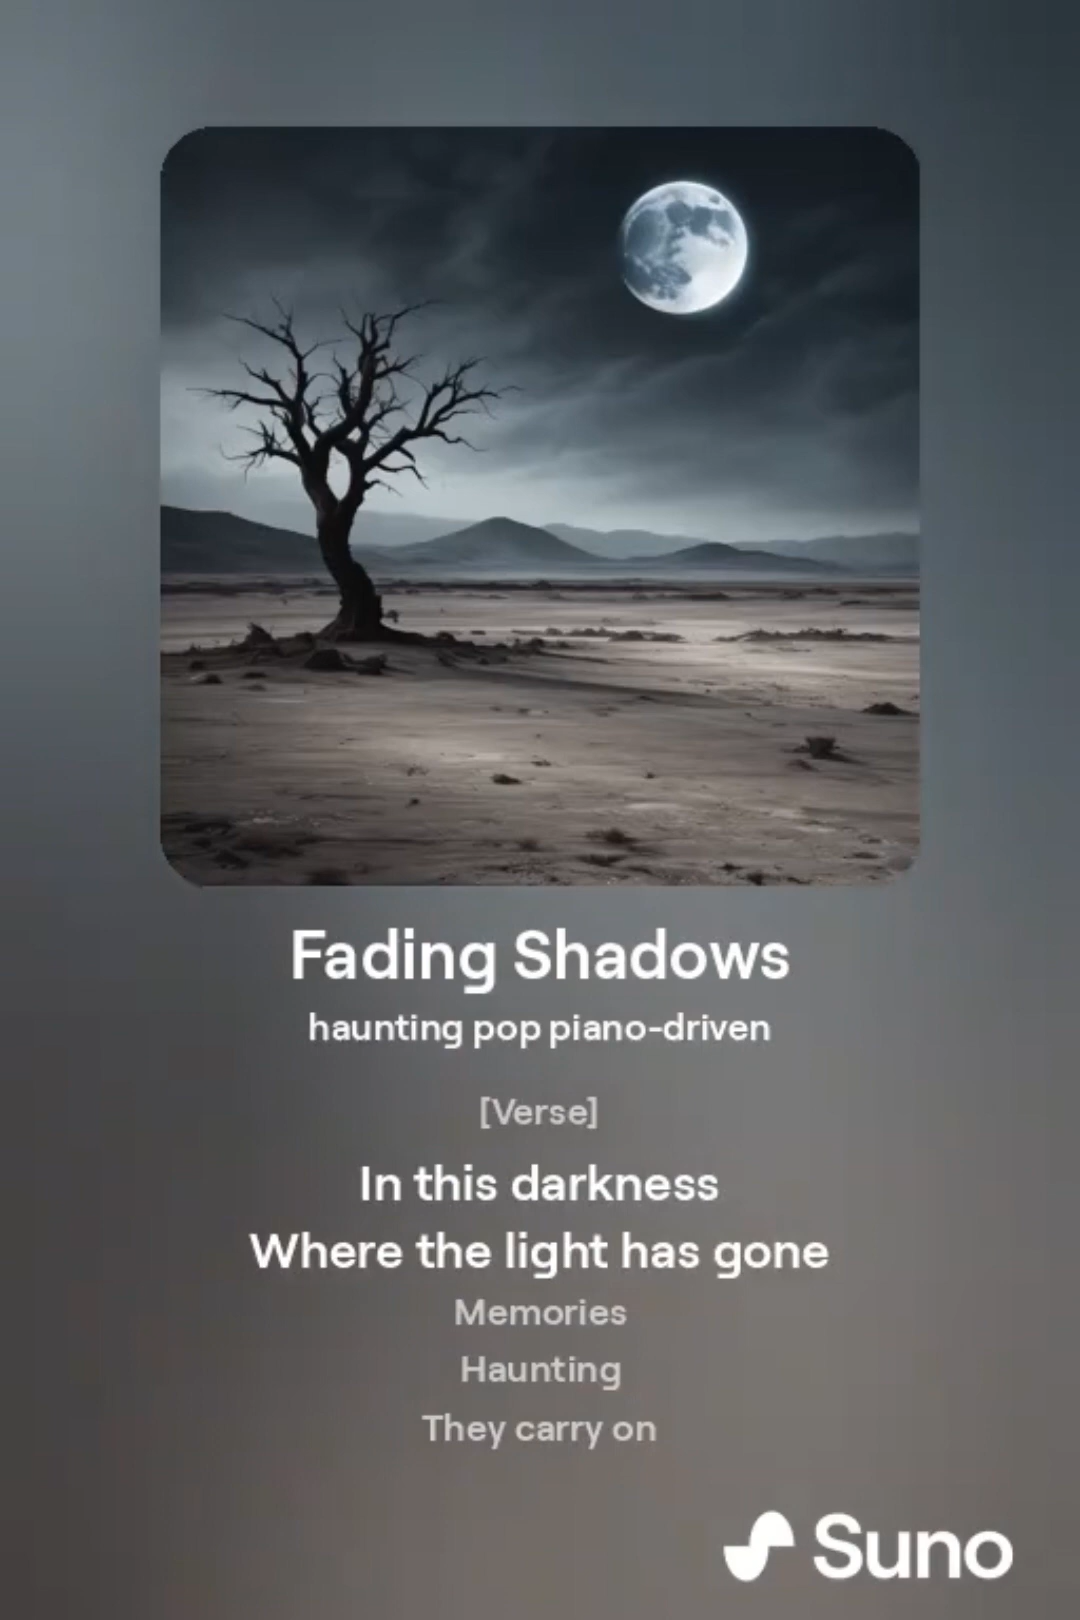 Fading Shadows
haunting pop piano-driven
[Verse]
In this darkness
Where the light has gone
Memories
Haunting
They carry on
Suno